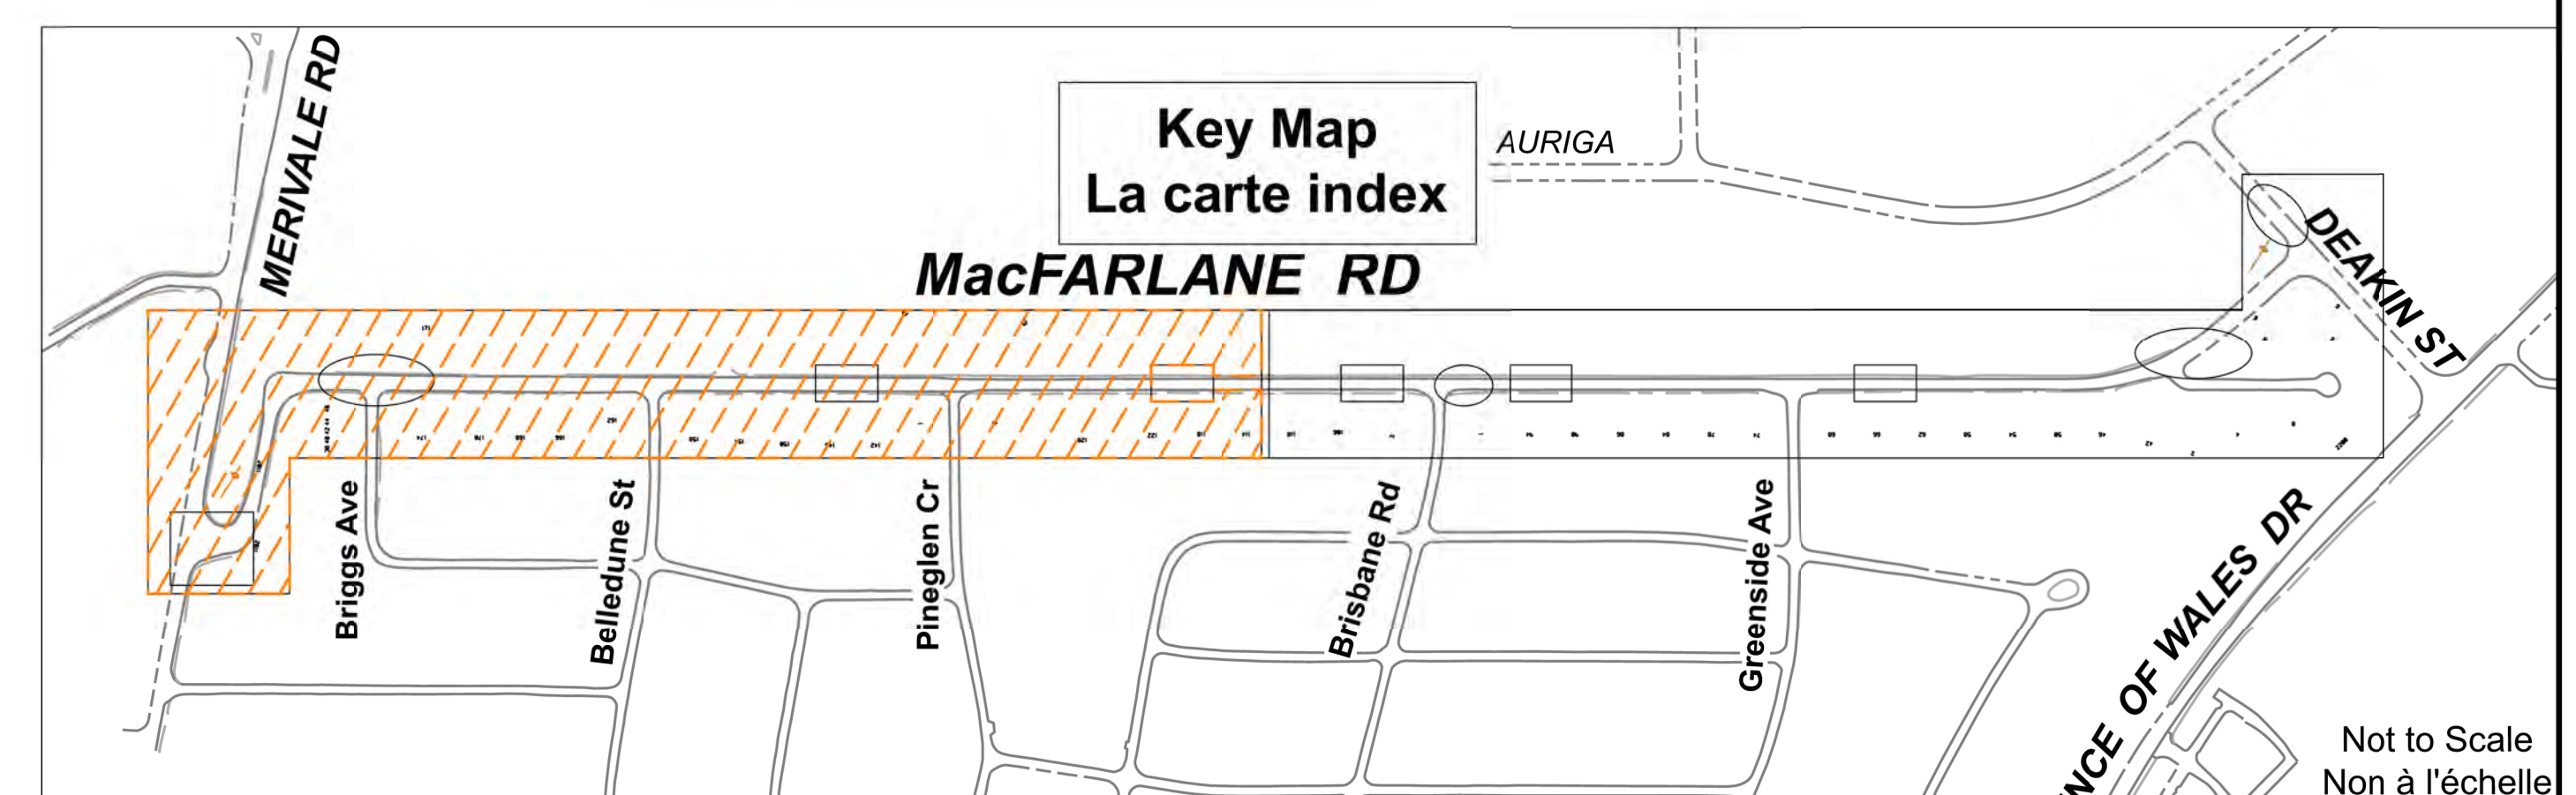 MERIVALE RD
Key Map
La carte index
AURIGA
MacFARLANE RD
DEAKIN ST
Briggs Ave
Belledune St
Pineglen Cr
Brisbane Rd
Greenside Ave
NCE OF WALES DR
Not to Scale
Non à l'échelle